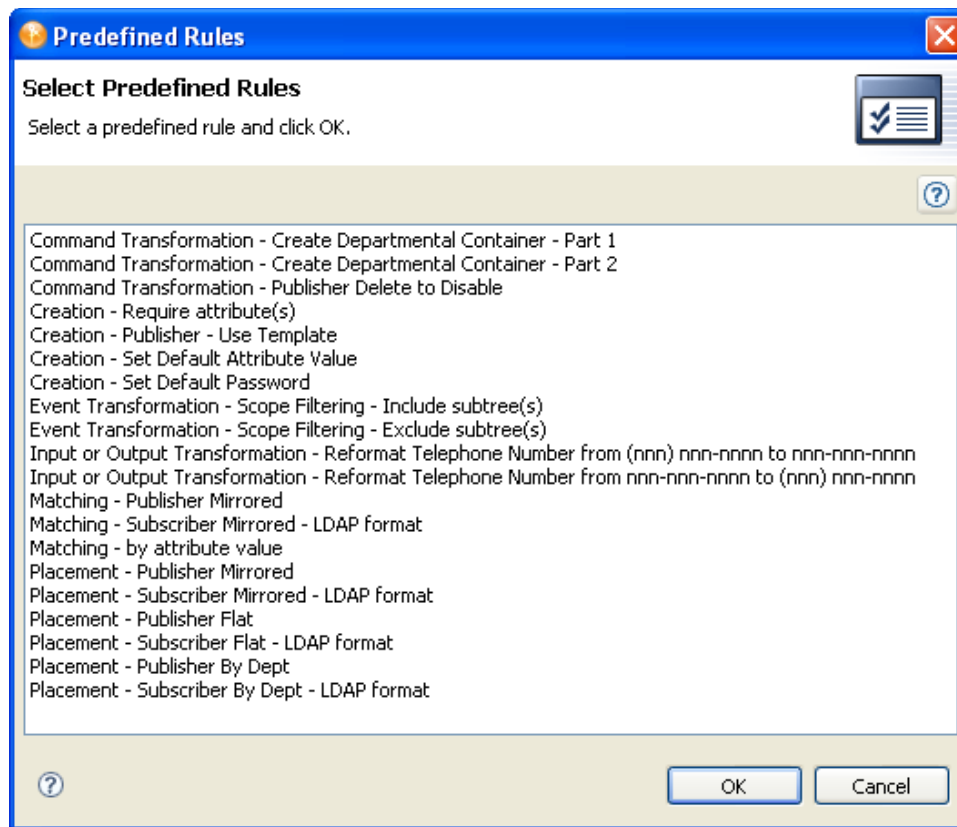 Predefined Rules
Select Predefined Rules
Select a predefined rule and click OK.
Command Transformation - Create Departmental Container - Part 1
Command Transformation - Create Departmental Container - Part 2
Command Transformation - Publisher Delete to Disable
Creation - Require attribute(s)
Creation - Publisher - Use Template
Creation - Set Default Attribute Value
Creation - Set Default Password
Event Transformation - Scope Filtering - Include subtree(s)
Event Transformation - Scope Filtering - Exclude subtree(s)
Input or Output Transformation - Reformat Telephone Number from (nnn) nnn-nnnn to nnn-nnn-nnnn
Input or Output Transformation - Reformat Telephone Number from nnn-nnn-nnnn to (nnn) nnn-nnnn
Matching - Publisher Mirrored
Matching - Subscriber Mirrored - LDAP format
Matching - by attribute value
Placement - Publisher Mirrored
Placement - Subscriber Mirrored - LDAP format
Placement - Publisher Flat
Placement - Subscriber Flat - LDAP format
Placement - Publisher By Dept
Placement - Subscriber By Dept - LDAP format
OK Cancel